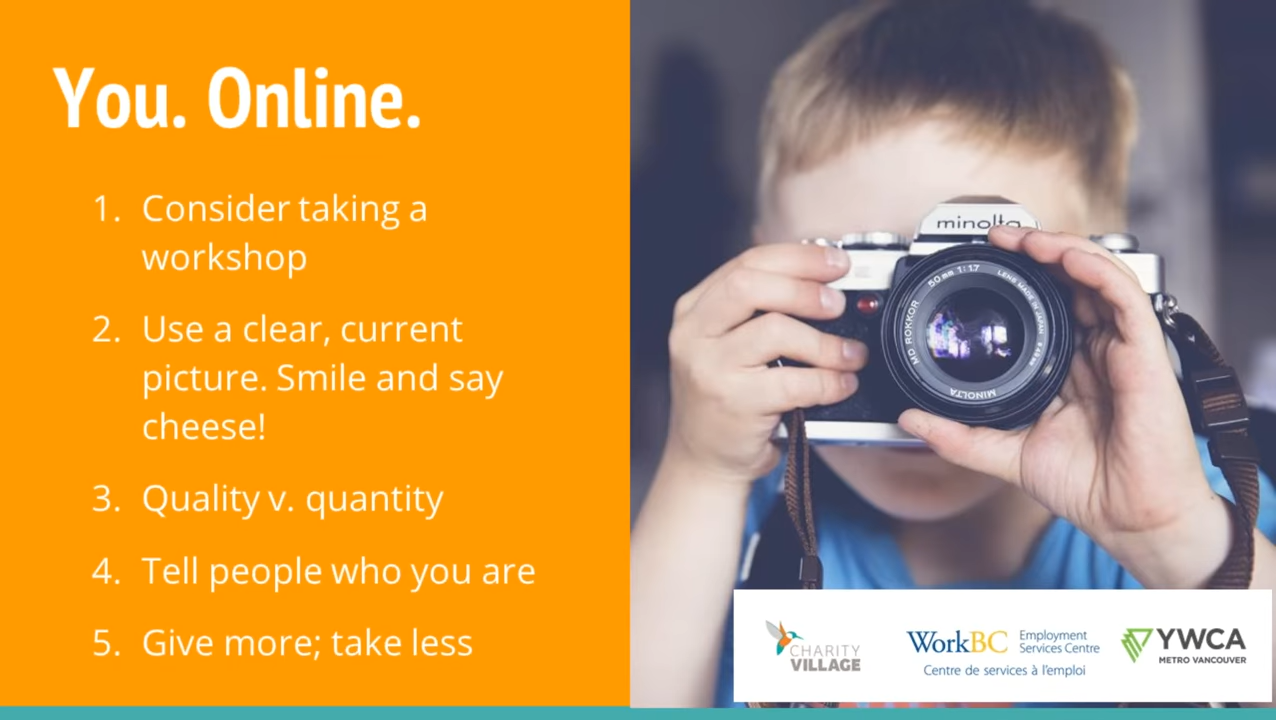 You. Online.
1. Consider taking a
workshop
2. Use a clear, current
picture. Smile and say
cheese!
3. Quality v. quantity
4. Tell people who you are
5. Give more; take less
minolta
50mm 1:1.7
LENS MADE IN JAPAN
MD ROKKOR
MINOLTA
CHARITY
VILLAGE
WorkBC Employment
Services Centre
Centre de services à l'emploi
YWCA
METRO VANCOUVER